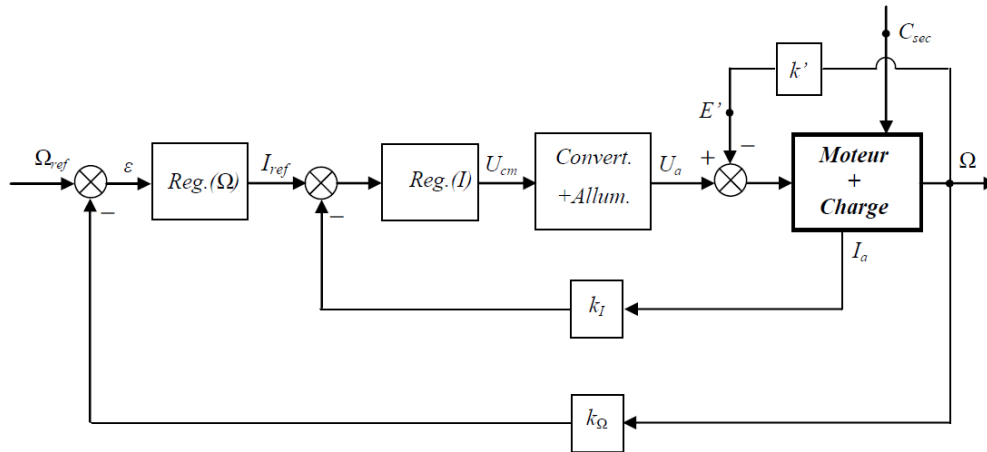 C_sec
k’
E’
Ω_ref
ε
Reg.(Ω)
I_ref
Reg.(I)
U_cm
Convert.
+Allum.
U_a
+
−
Moteur
+
Charge
Ω
−
−
I_a
k_I
k_Ω